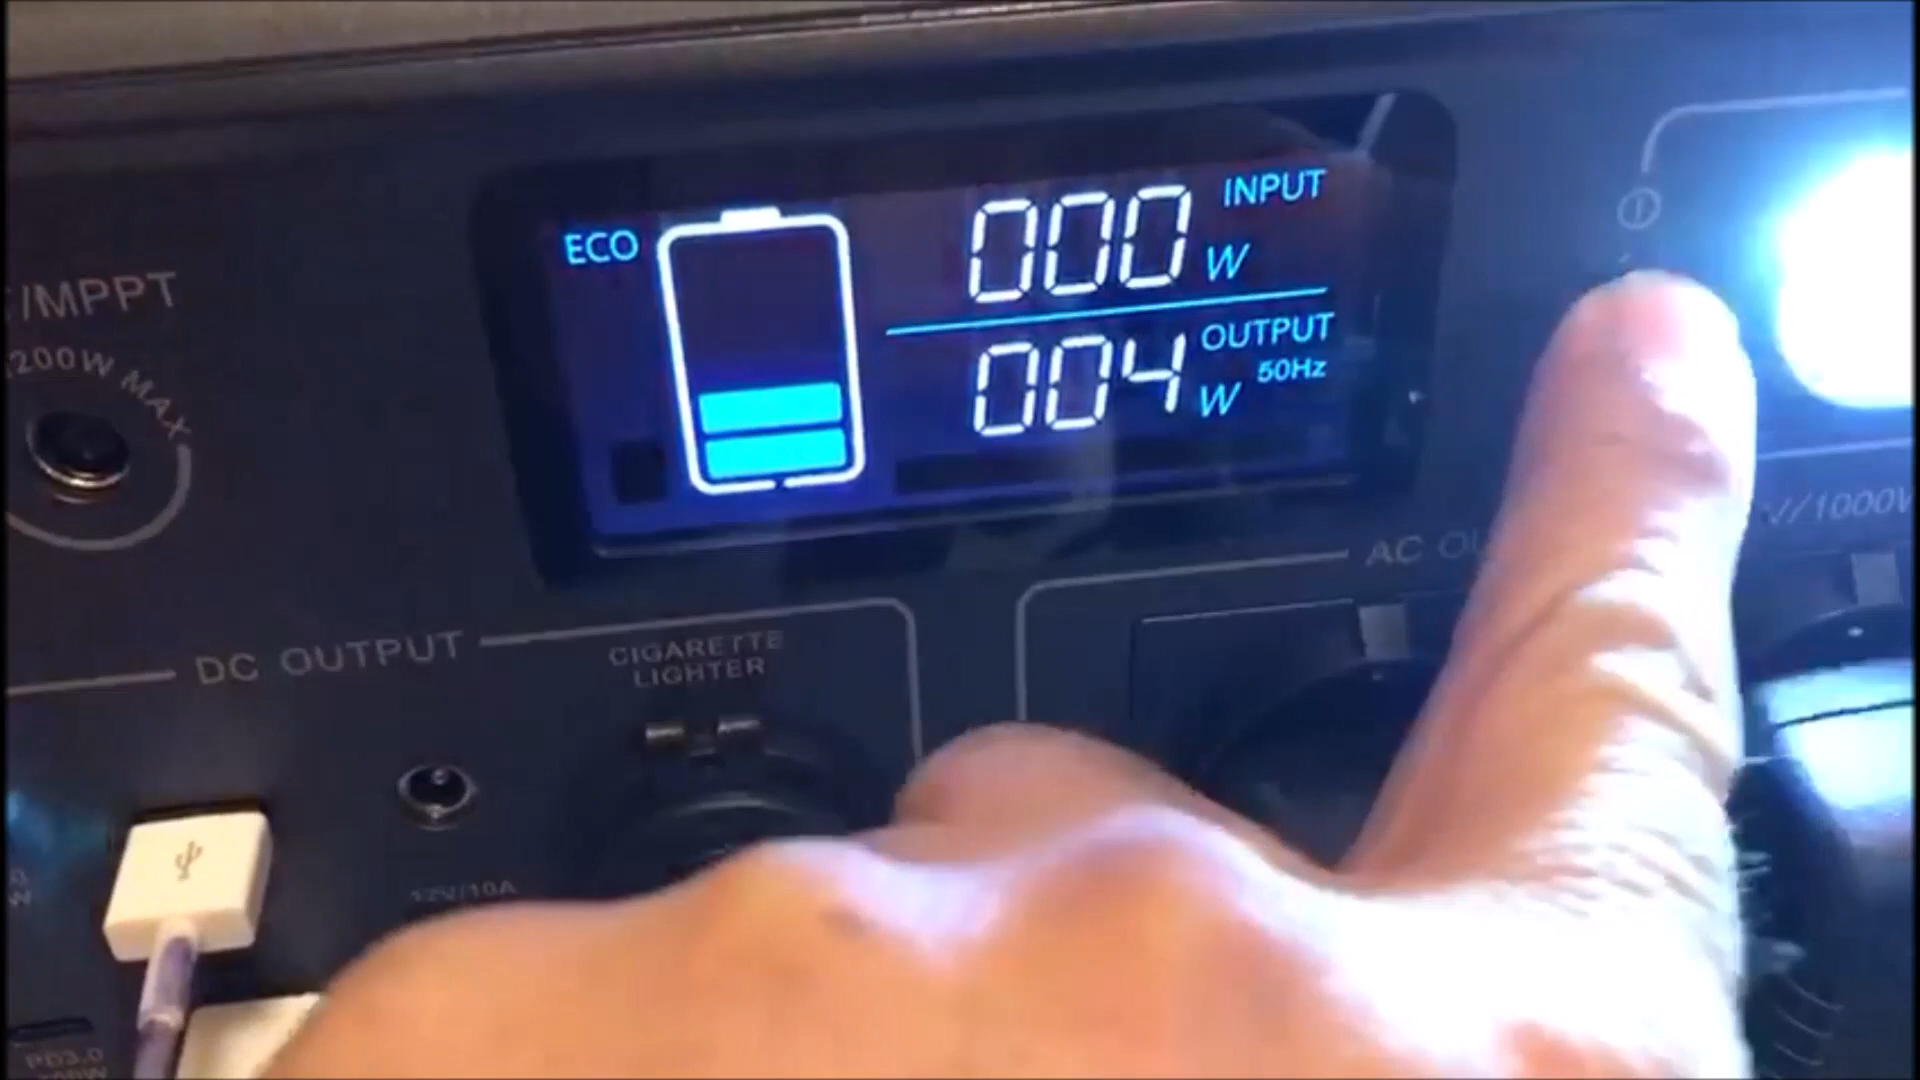 ECO
000 W INPUT
004 W OUTPUT
50Hz
/MPPT
200W MAX
AC OU
/1000W
DC OUTPUT
CIGARETTE
LIGHTER
12V/10A
PD3.0
100W